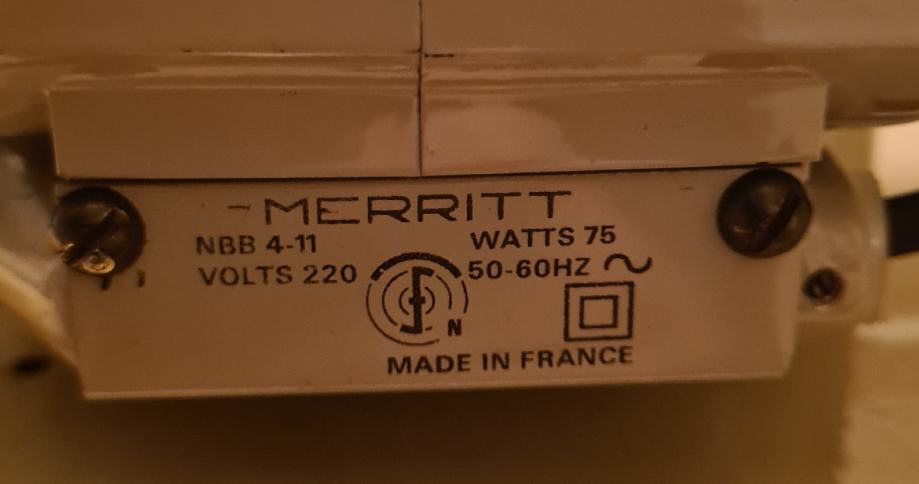 MERRITT
NBB 4-11 WATTS 75
VOLTS 220 50-60HZ
N
MADE IN FRANCE